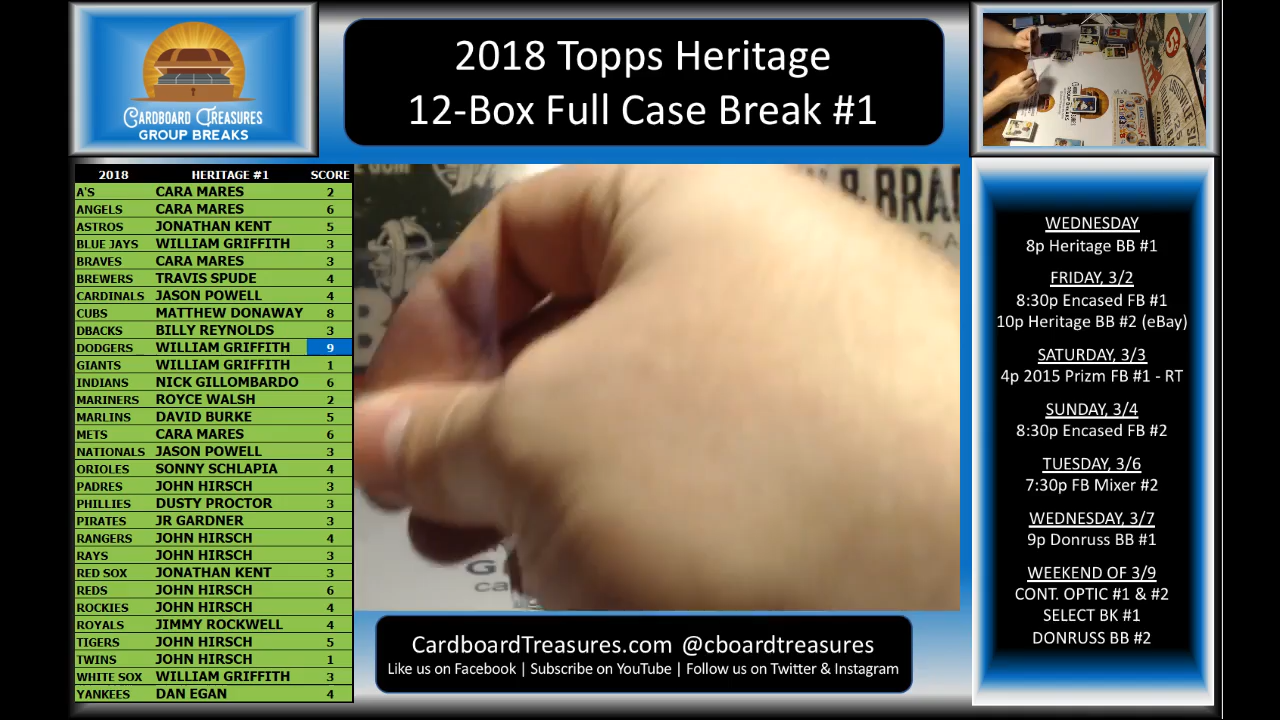 CARDBOARD TREASURES
GROUP BREAKS
2018 Topps Heritage
12-Box Full Case Break #1
2018 HERITAGE #1 SCORE
A'S CARA MARES 2
ANGELS CARA MARES 6
ASTROS JONATHAN KENT 5
BLUE JAYS WILLIAM GRIFFITH 3
BRAVES CARA MARES 3
BREWERS TRAVIS SPUDE 4
CARDINALS JASON POWELL 4
CUBS MATTHEW DONAWAY 8
DBACKS BILLY REYNOLDS 3
DODGERS WILLIAM GRIFFITH 9
GIANTS WILLIAM GRIFFITH 1
INDIANS NICK GILLOMBARDO 6
MARINERS ROYCE WALSH 2
MARLINS DAVID BURKE 5
METS CARA MARES 6
NATIONALS JASON POWELL 3
ORIOLES SONNY SCHLAPIA 4
PADRES JOHN HIRSCH 3
PHILLIES DUSTY PROCTOR 3
PIRATES JR GARDNER 3
RANGERS JOHN HIRSCH 4
RAYS JOHN HIRSCH 3
RED SOX JONATHAN KENT 3
REDS JOHN HIRSCH 6
ROCKIES JOHN HIRSCH 4
ROYALS JIMMY ROCKWELL 4
TIGERS JOHN HIRSCH 5
TWINS JOHN HIRSCH 1
WHITE SOX WILLIAM GRIFFITH 3
YANKEES DAN EGAN 4
& BRAD
CardboardTreasures.com @cboardtreasures
Like us on Facebook | Subscribe on YouTube | Follow us on Twitter & Instagram
WEDNESDAY
8p Heritage BB #1
FRIDAY, 3/2
8:30p Encased FB #1
10p Heritage BB #2 (eBay)
SATURDAY, 3/3
4p 2015 Prizm FB #1 - RT
SUNDAY, 3/4
8:30p Encased FB #2
TUESDAY, 3/6
7:30p FB Mixer #2
WEDNESDAY, 3/7
9p Donruss BB #1
WEEKEND OF 3/9
CONT. OPTIC #1 & #2
SELECT BK #1
DONRUSS BB #2